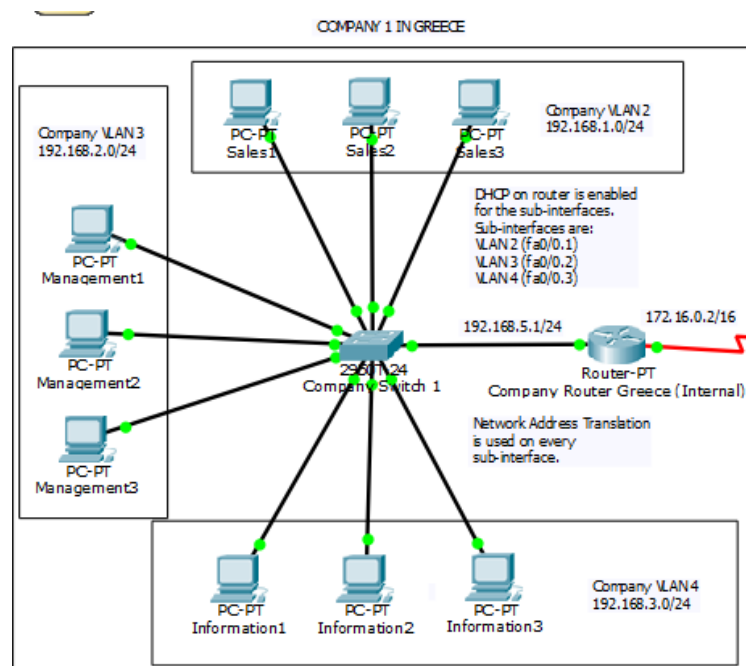 COMPANY 1 IN GREECE
Company VLAN 2
192.168.1.0/24
PC-PT
Sales1
PC-PT
Sales2
PC-PT
Sales3
Company VLAN 3
192.168.2.0/24
PC-PT
Management1
PC-PT
Management2
PC-PT
Management3
DHCP on router is enabled
for the sub-interfaces.
Sub-interfaces are:
VLAN 2 (fa0/0.1)
VLAN 3 (fa0/0.2)
VLAN 4 (fa0/0.3)
192.168.5.1/24
172.16.0.2/16
2950T-24
Company Switch 1
Router-PT
Company Router Greece (Internal)
Network Address Translation
is used on every
sub-interface.
PC-PT
Information1
PC-PT
Information2
PC-PT
Information3
Company VLAN 4
192.168.3.0/24